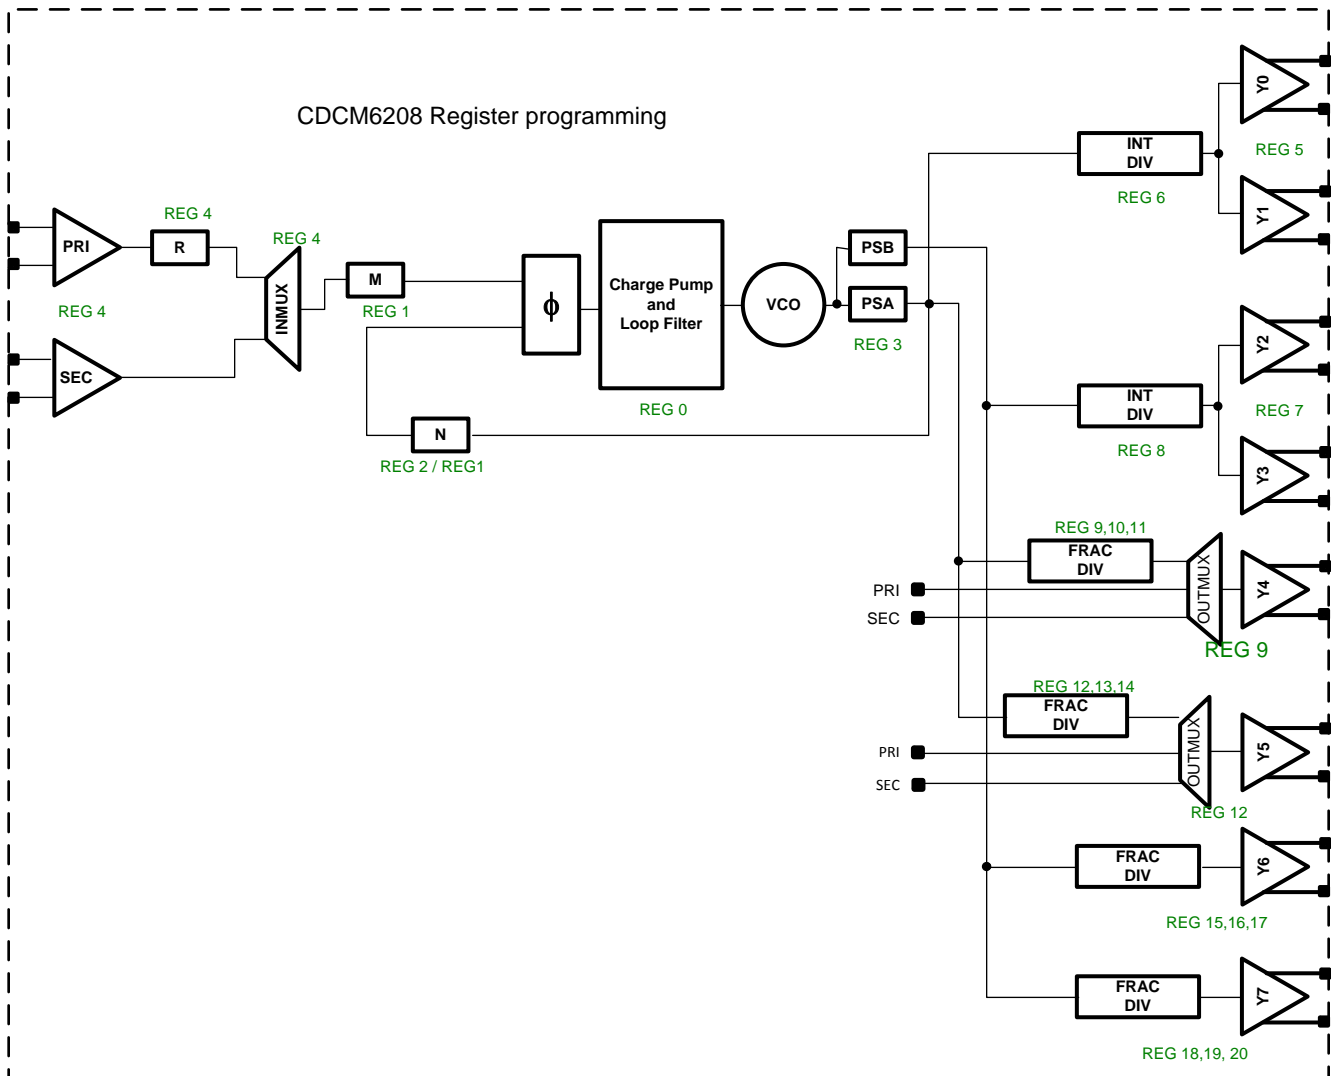 CDCM6208 Register programming
Y0
INT
DIV
REG 5
REG 6
Y1
REG 4
PRI
R
REG 4
INMUX
M
REG 4
REG 1
ϕ
Charge Pump
and
Loop Filter
REG 0
VCO
PSB
PSA
REG 3
SEC
N
REG 2 / REG1
Y2
INT
DIV
REG 7
REG 8
Y3
REG 9,10,11
FRAC
DIV
PRI
SEC
OUTMUX
Y4
REG 9
REG 12,13,14
FRAC
DIV
PRI
SEC
OUTMUX
Y5
REG 12
FRAC
DIV
Y6
REG 15,16,17
FRAC
DIV
Y7
REG 18,19, 20